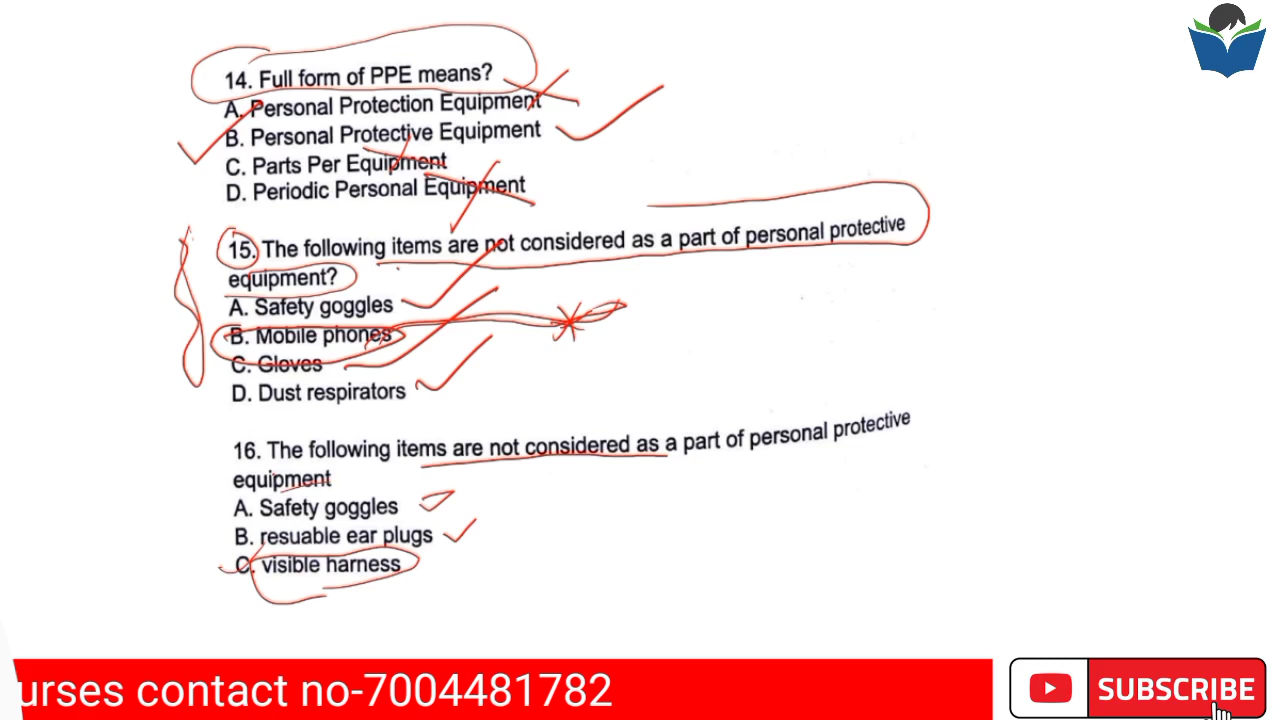 14. Full form of PPE means?
A. Personal Protection Equipment
B. Personal Protective Equipment
C. Parts Per Equipment
D. Periodic Personal Equipment
15. The following items are not considered as a part of personal protective
equipment?
A. Safety goggles
B. Mobile phones
C. Gloves
D. Dust respirators
16. The following items are not considered as a part of personal protective
equipment
A. Safety goggles
B. resuable ear plugs
C. visible harness
urses contact no-7004481782
SUBSCRIBE